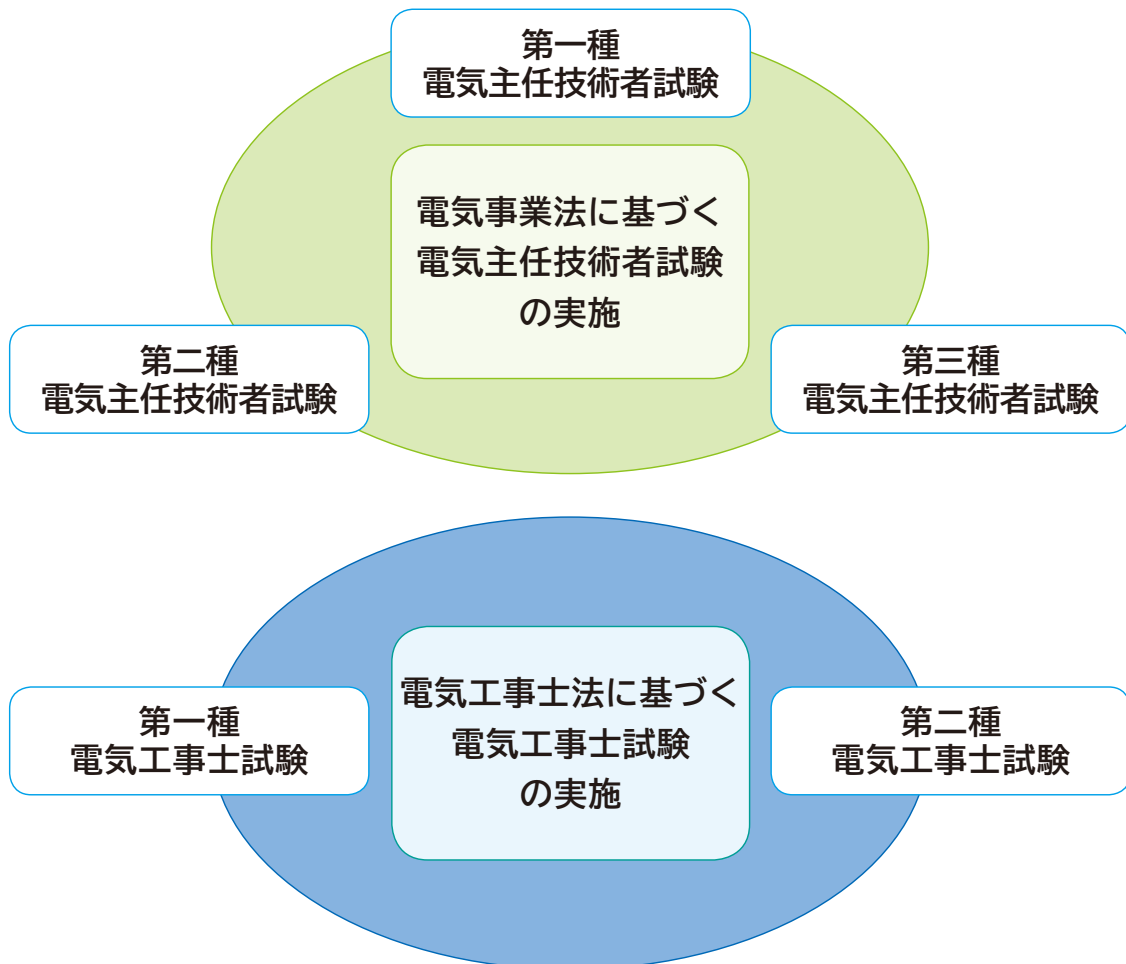 第一種
電気主任技術者試験
電気事業法に基づく
電気主任技術者試験
の実施
第二種
電気主任技術者試験
第三種
電気主任技術者試験
電気工事士法に基づく
電気工事士試験
の実施
第一種
電気工事士試験
第二種
電気工事士試験